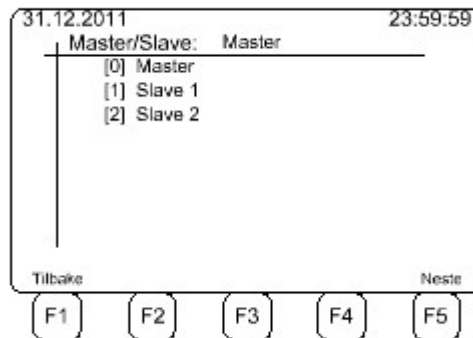 31.12.2011 23:59:59
Master/Slave: Master
[0] Master
[1] Slave 1
[2] Slave 2
Tilbake Neste
F1 F2 F3 F4 F5